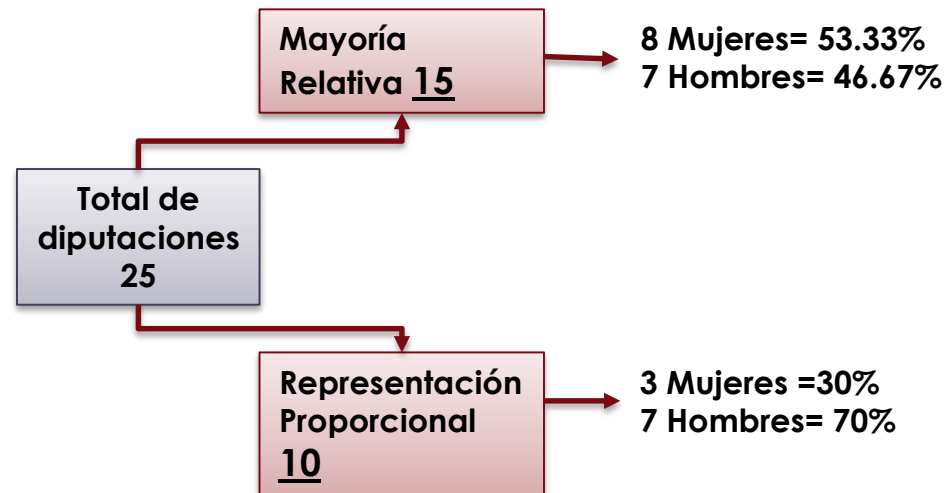 Mayoría
Relativa 15
8 Mujeres= 53.33%
7 Hombres= 46.67%
Total de
diputaciones
25
Representación
Proporcional
10
3 Mujeres =30%
7 Hombres= 70%